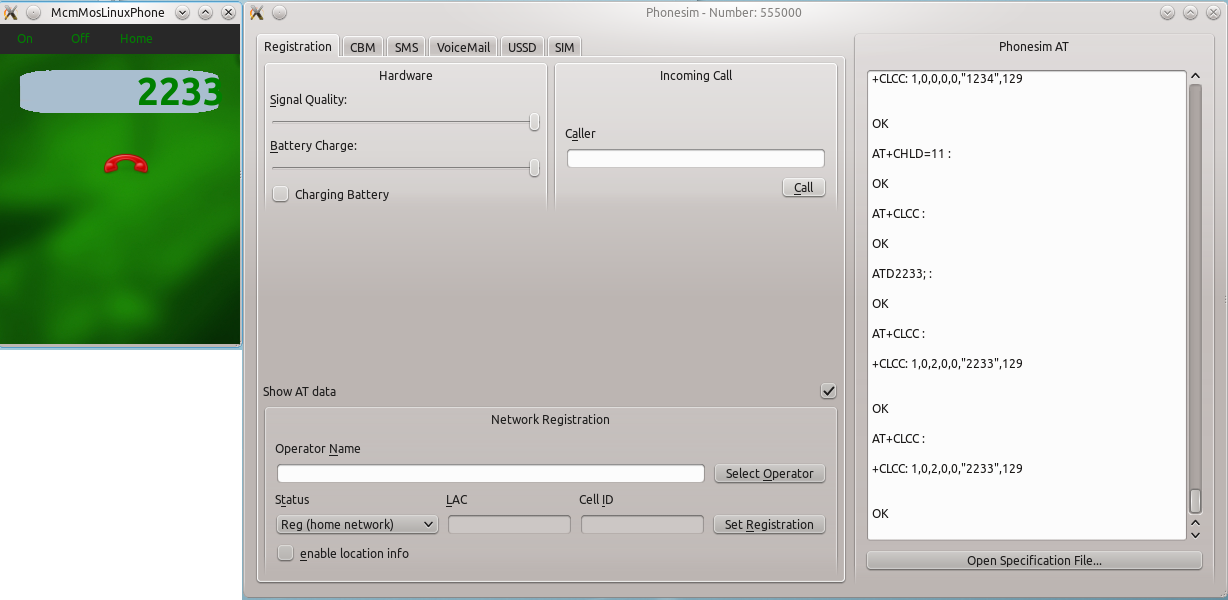 McmMosLinuxPhone
On Off Home
2233
Phonesim - Number: 555000
Registration CBM SMS VoiceMail USSD SIM
Hardware
Signal Quality:
Battery Charge:
Charging Battery
Incoming Call
Caller
Call
Show AT data
Network Registration
Operator Name
Select Operator
Status LAC Cell ID
Reg (home network) Set Registration
enable location info
Phonesim AT
+CLCC: 1,0,0,0,0,"1234",129
OK
AT+CHLD=11 :
OK
AT+CLCC :
OK
ATD2233; :
OK
AT+CLCC :
+CLCC: 1,0,2,0,0,"2233",129
OK
AT+CLCC :
+CLCC: 1,0,2,0,0,"2233",129
OK
Open Specification File...